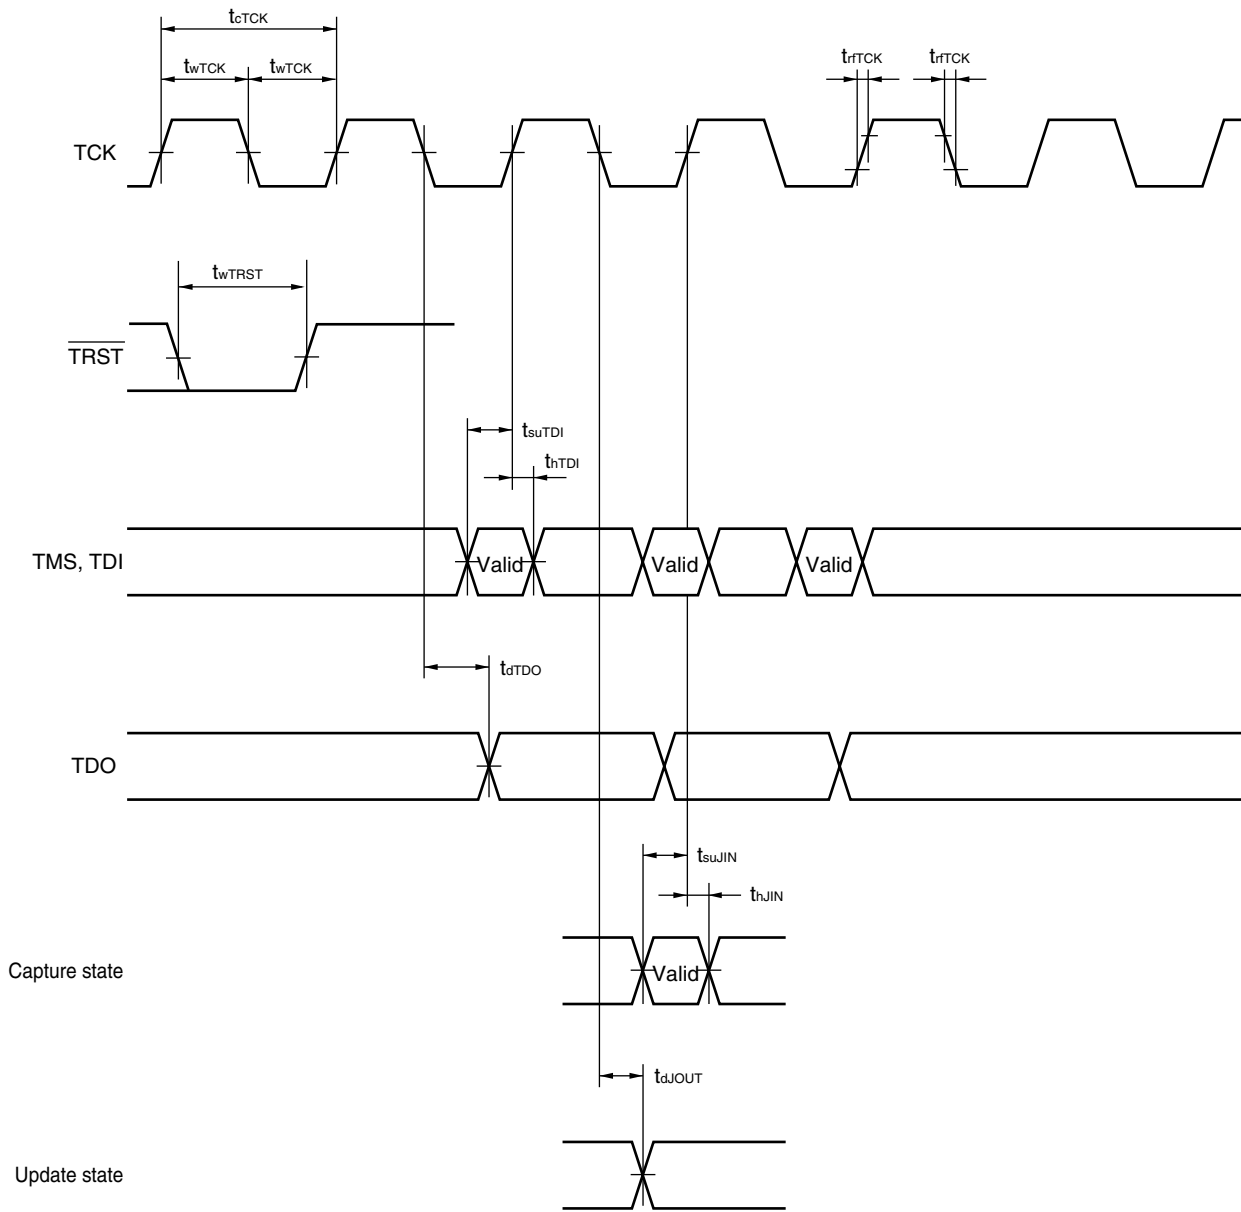 tcTCK
twTCK twTCK
trfTCK trfTCK
TCK
twTRST
TRST
tsuTDI
thTDI
TMS, TDI Valid Valid Valid
tdTDO
TDO
tsuJIN
thJIN
Capture state Valid
tdJOUT
Update state